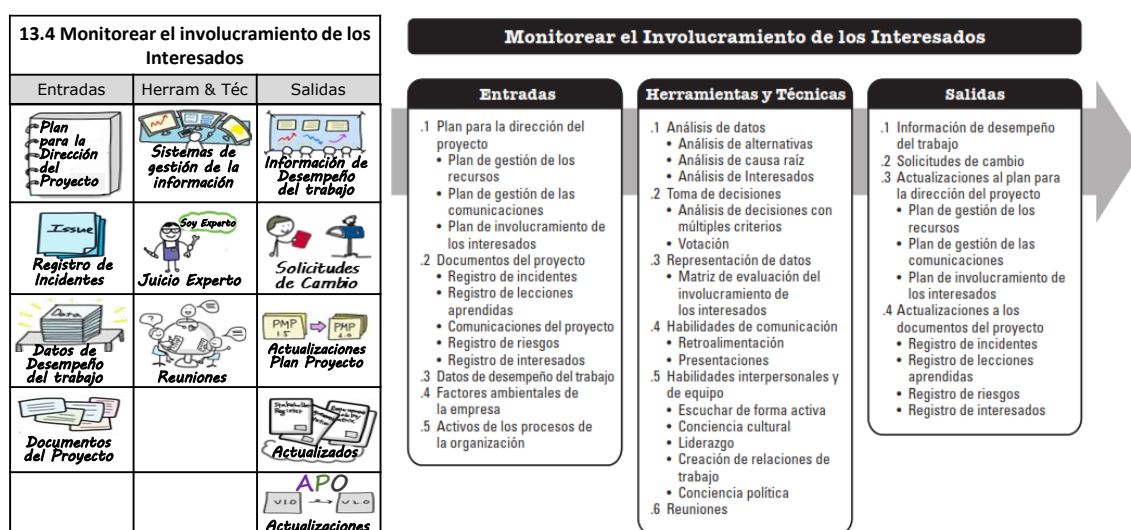 13.4 Monitorear el involucramiento de los
Interesados
Entradas
Herram & Téc
Salidas
Plan
para la
Dirección
del
Proyecto
Sistemas de
gestión de la
información
Información de
Desempeño
del trabajo
Issue
Registro de
Incidentes
Soy Experto
Juicio Experto
Solicitudes
de Cambio
Data
Datos de
Desempeño
del trabajo
Reuniones
PMP
1.5
PMP
2.0
Actualizaciones
Plan Proyecto
Documentos
del Proyecto
Stakeholder
Register
Actualizados
APO
V1.0
V2.0
Actualizaciones
Monitorear el Involucramiento de los Interesados
Entradas
.1 Plan para la dirección del
proyecto
• Plan de gestión de los
recursos
• Plan de gestión de las
comunicaciones
• Plan de involucramiento de
los interesados
.2 Documentos del proyecto
• Registro de incidentes
• Registro de lecciones
aprendidas
• Comunicaciones del proyecto
• Registro de riesgos
• Registro de interesados
.3 Datos de desempeño del trabajo
.4 Factores ambientales de
la empresa
.5 Activos de los procesos de
la organización
Herramientas y Técnicas
.1 Análisis de datos
• Análisis de alternativas
• Análisis de causa raíz
• Análisis de Interesados
.2 Toma de decisiones
• Análisis de decisiones con
múltiples criterios
• Votación
.3 Representación de datos
• Matriz de evaluación del
involucramiento de
los interesados
.4 Habilidades de comunicación
• Retroalimentación
• Presentaciones
.5 Habilidades interpersonales y
de equipo
• Escuchar de forma activa
• Conciencia cultural
• Liderazgo
• Creación de relaciones de
trabajo
• Conciencia política
.6 Reuniones
Salidas
.1 Información de desempeño
del trabajo
.2 Solicitudes de cambio
.3 Actualizaciones al plan para
la dirección del proyecto
• Plan de gestión de los
recursos
• Plan de gestión de las
comunicaciones
• Plan de involucramiento de
los interesados
.4 Actualizaciones a los
documentos del proyecto
• Registro de incidentes
• Registro de lecciones
aprendidas
• Registro de riesgos
• Registro de interesados